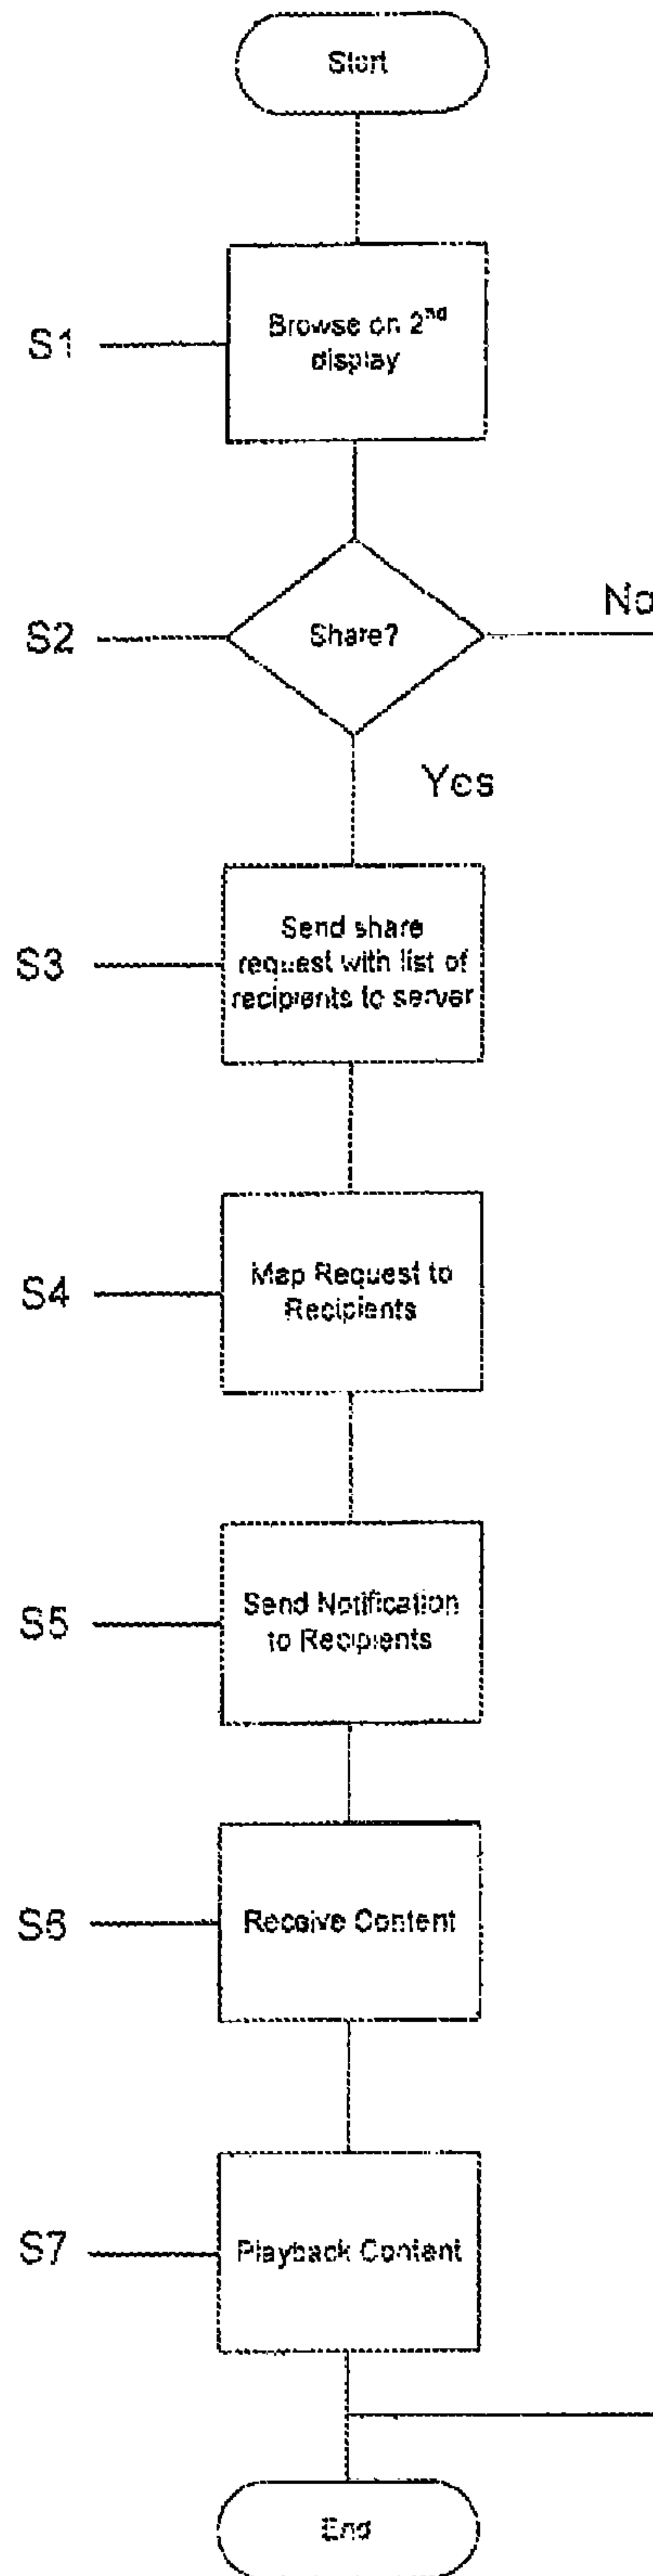 Start
S1
Browse on 2nd
display
S2
Share?
No
Yes
S3
Send share
request with list of
recipients to server
S4
Map Request to
Recipients
S5
Send Notification
to Recipients
S6
Receive Content
S7
Playback Content
End